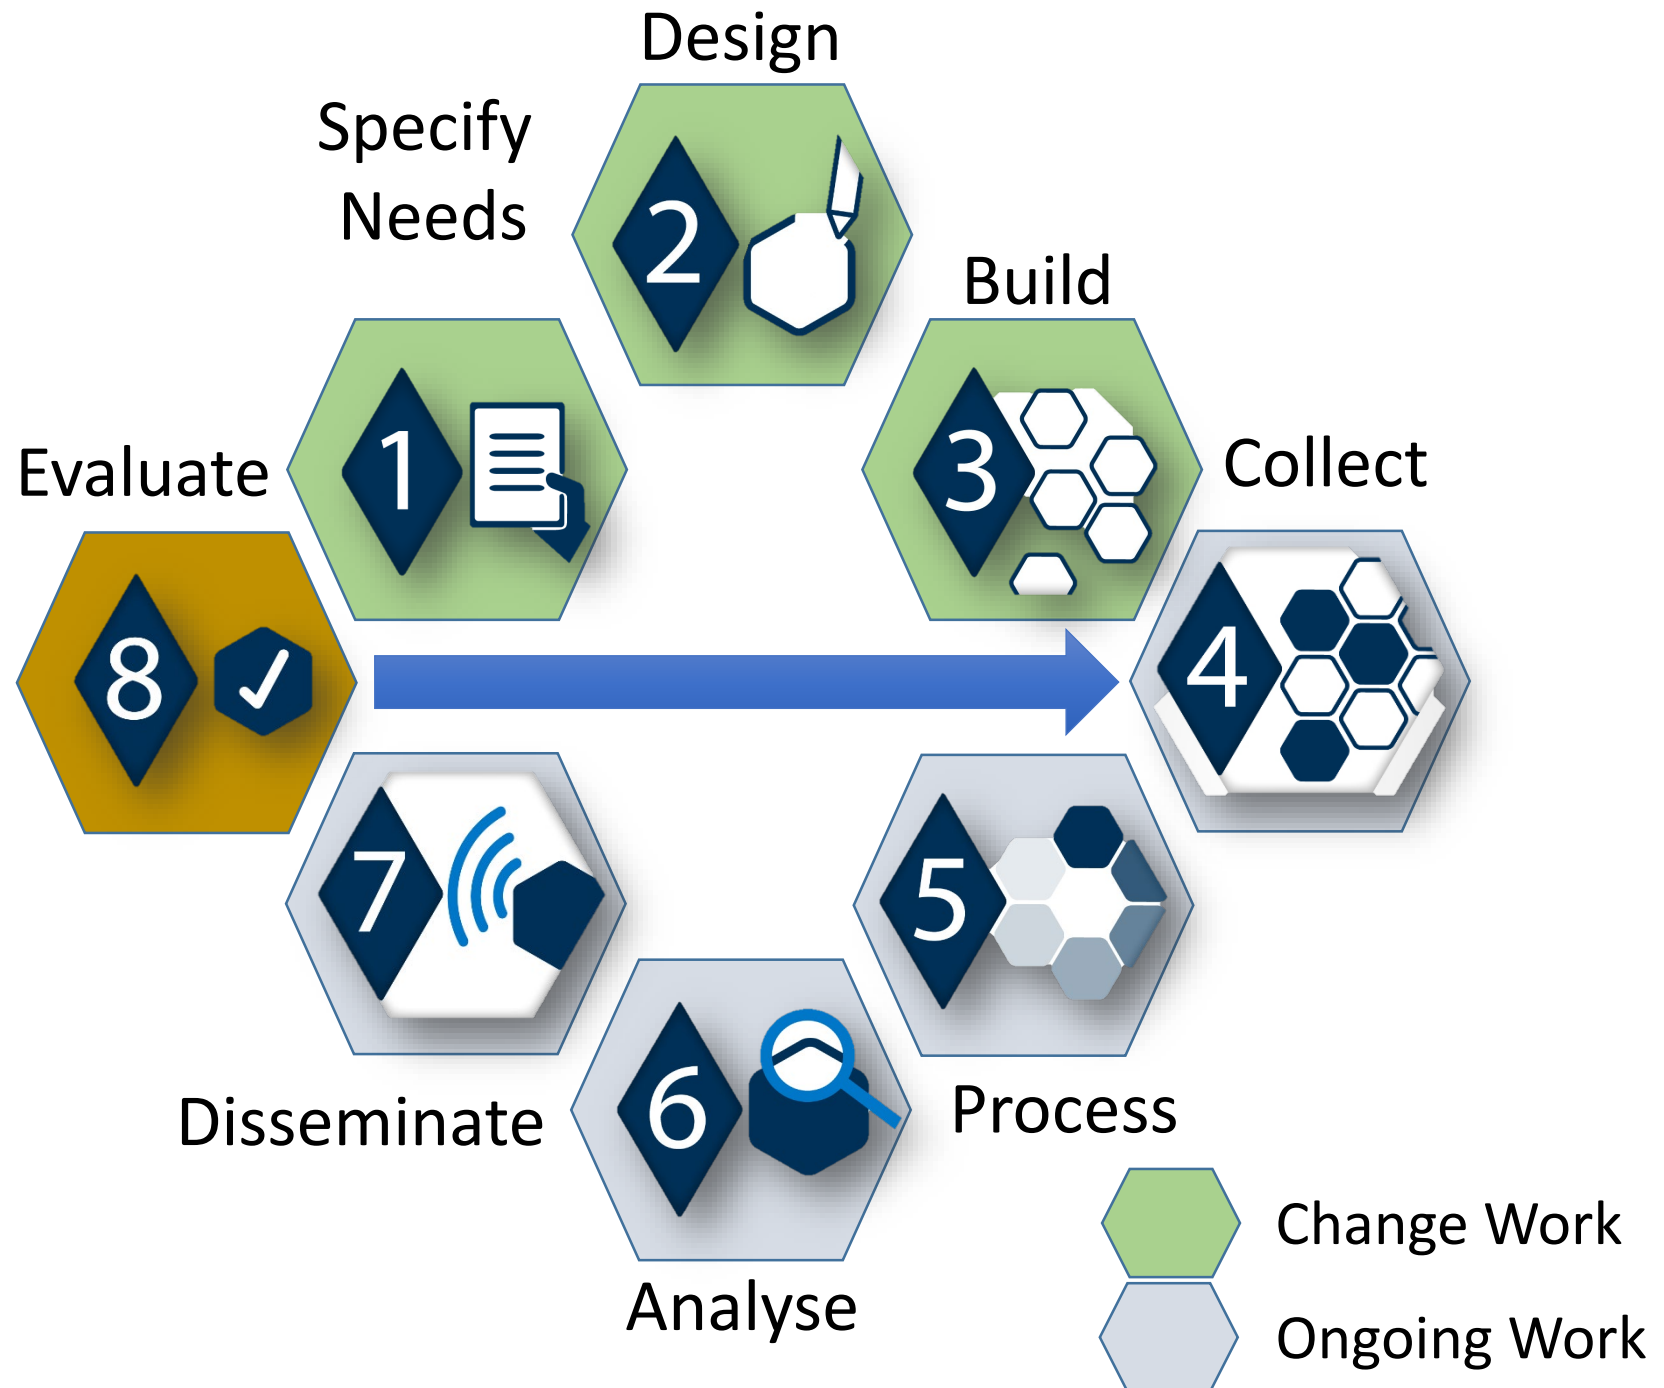 Design
Specify
Needs
2
Build
1
3
Collect
Evaluate
8
4
7
5
6
Disseminate
Process
Analyse
Change Work
Ongoing Work